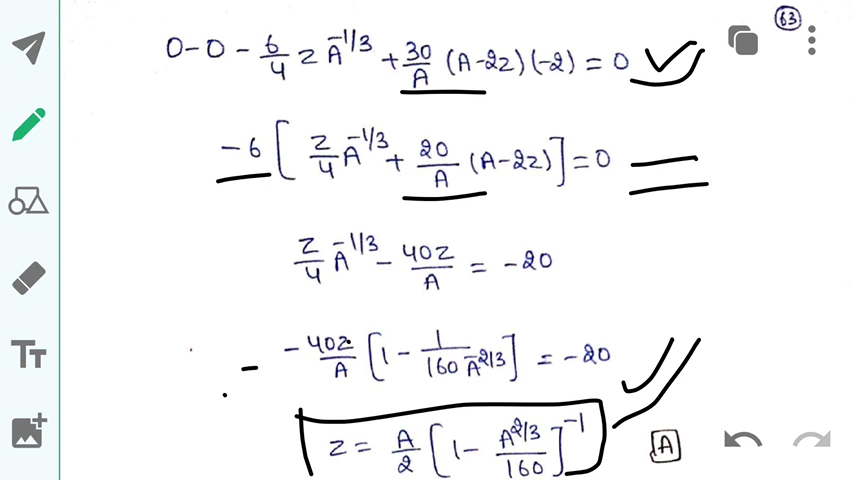 63
0-0 - 6/4 z A^-1/3 + 30/A (A-2z)(-2) = 0
-6 [ z/4 A^-1/3 + 20/A (A-2z) ] = 0
z/4 A^-1/3 - 40z/A = -20
- -40z/A [ 1 - 1/(160 A^-2/3) ] = -20
z = A/2 [ 1 - A^2/3/160 ]^-1
A
TT